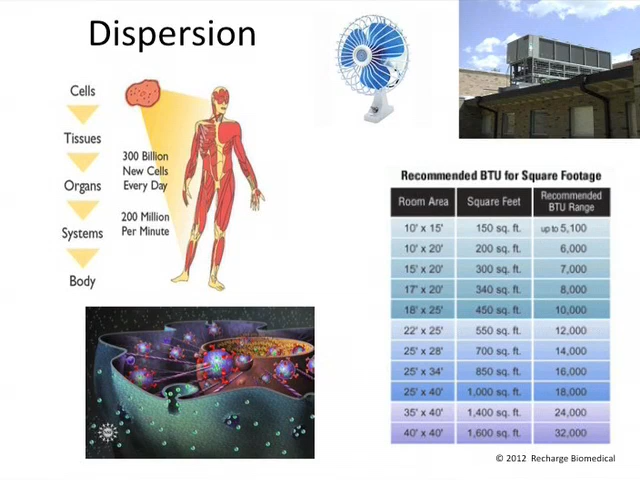 Dispersion
Cells
Tissues
Organs
Systems
Body
300 Billion
New Cells
Every Day
200 Million
Per Minute
Recommended BTU for Square Footage
Room Area Square Feet Recommended BTU Range
10' x 15' 150 sq. ft. up to 5,100
10' x 20' 200 sq. ft. 6,000
15' x 20' 300 sq. ft. 7,000
17' x 20' 340 sq. ft. 8,000
18' x 25' 450 sq. ft. 10,000
22' x 25' 550 sq. ft. 12,000
25' x 28' 700 sq. ft. 14,000
25' x 34' 850 sq. ft. 16,000
25' x 40' 1,000 sq. ft. 18,000
35' x 40' 1,400 sq. ft. 24,000
40' x 40' 1,600 sq. ft. 32,000
© 2012 Recharge Biomedical